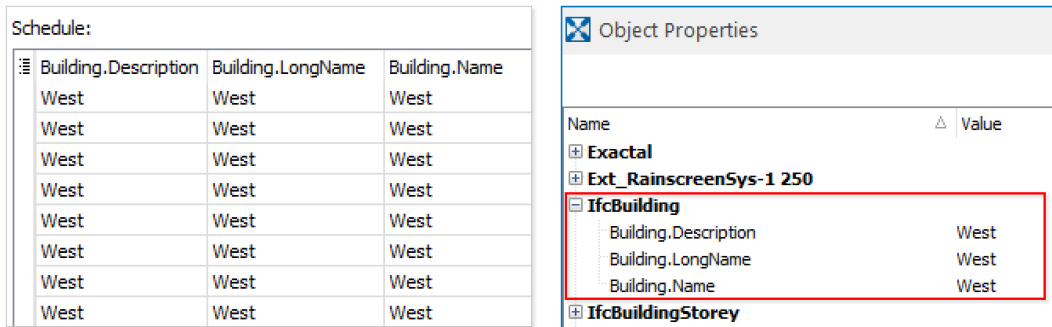 Schedule:
Building.Description Building.LongName Building.Name
West West West
West West West
West West West
West West West
West West West
West West West
West West West
West West West
Object Properties
Name Value
Exactal
Ext_RainscreenSys-1 250
IfcBuilding
Building.Description West
Building.LongName West
Building.Name West
IfcBuildingStorey